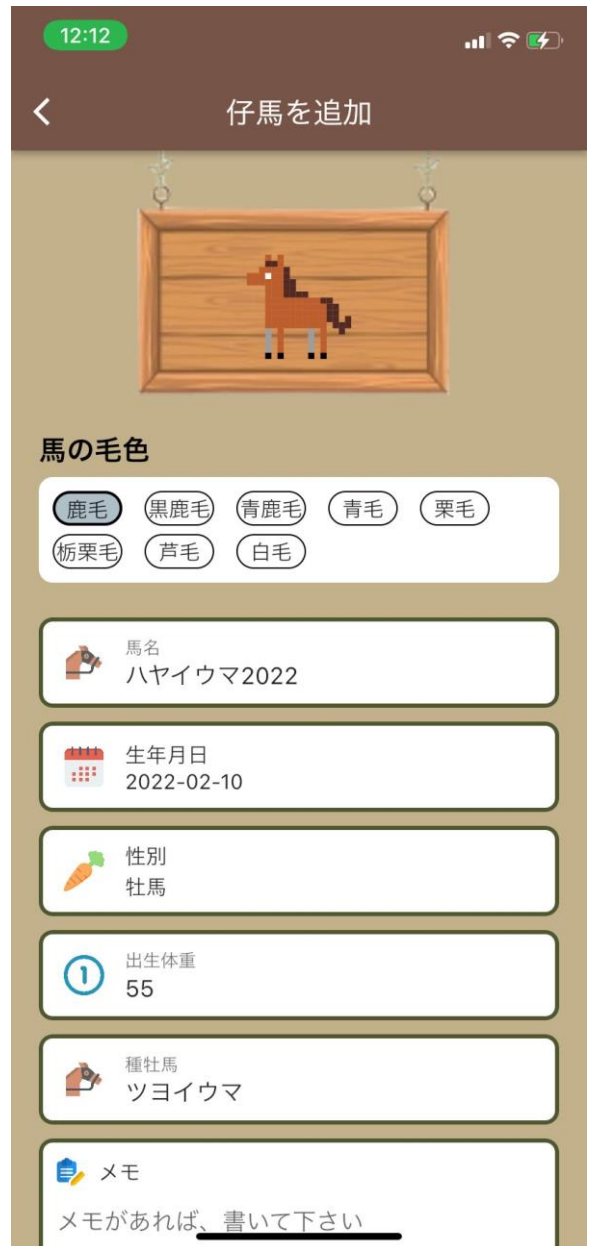 12:12
仔馬を追加
馬の毛色
鹿毛 黒鹿毛 青鹿毛 青毛 栗毛
栃栗毛 芦毛 白毛
馬名
ハヤイウマ2022
生年月日
2022-02-10
性別
牡馬
1
出生体重
55
種牡馬
ツヨイウマ
メモ
メモがあれば、書いて下さい